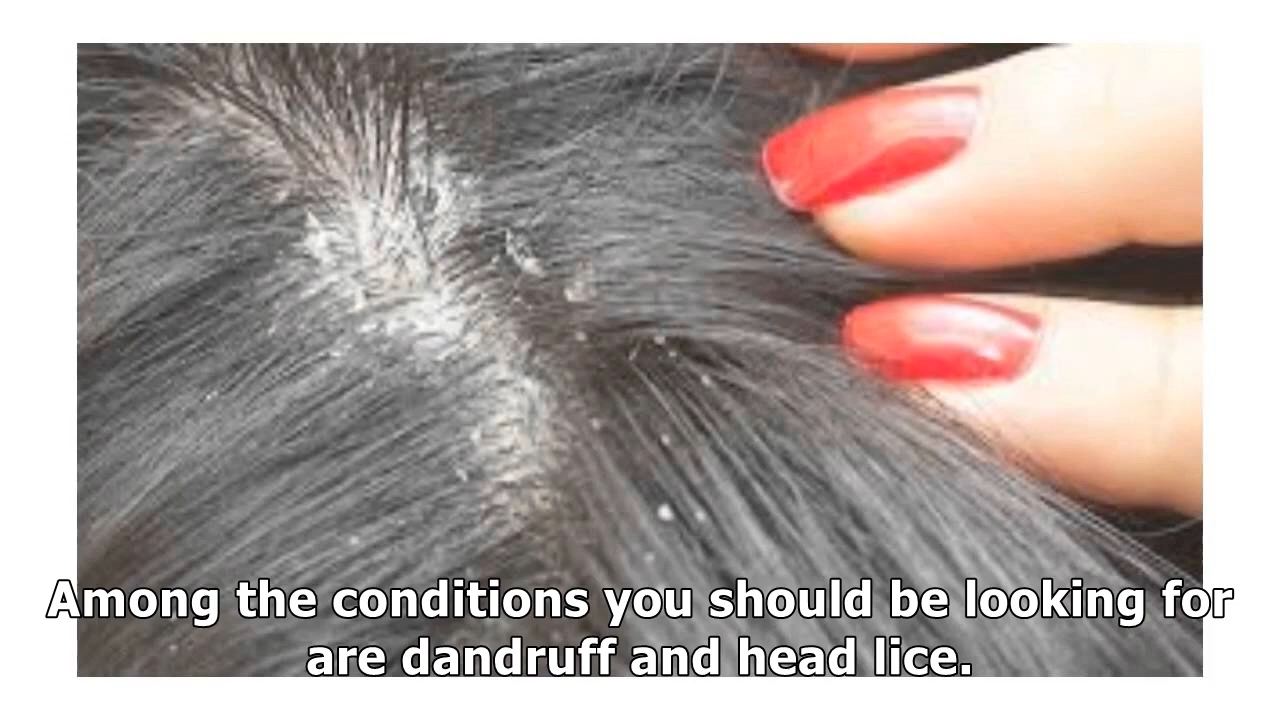 Among the conditions you should be looking for
are dandruff and head lice.